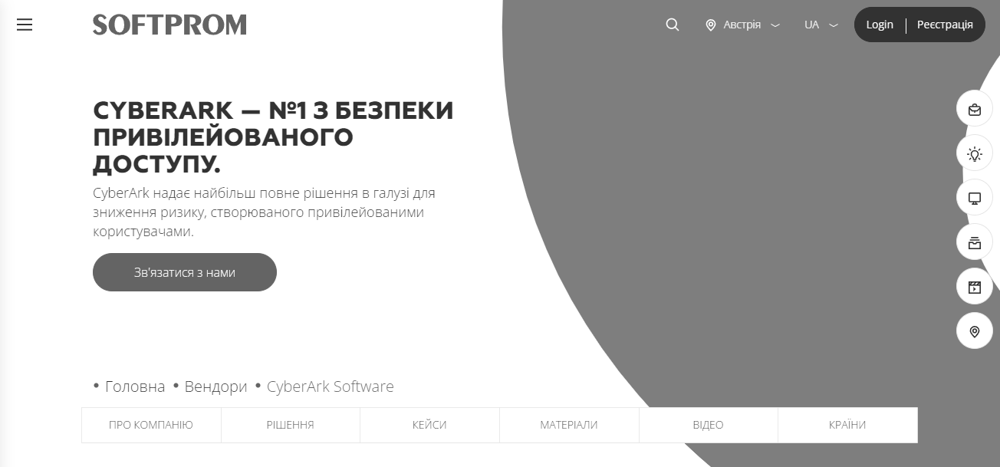 SOFTPROM
Австрія
UA
Login
Реєстрація
CYBERARK — №1 З БЕЗПЕКИ
ПРИВІЛЕЙОВАНОГО
ДОСТУПУ.
CyberArk надає найбільш повне рішення в галузі для
зниження ризику, створюваного привілейованими
користувачами.
Зв'язатися з нами
• Головна • Вендори • CyberArk Software
ПРО КОМПАНІЮ
РІШЕННЯ
КЕЙСИ
МАТЕРІАЛИ
ВІДЕО
КРАЇНИ